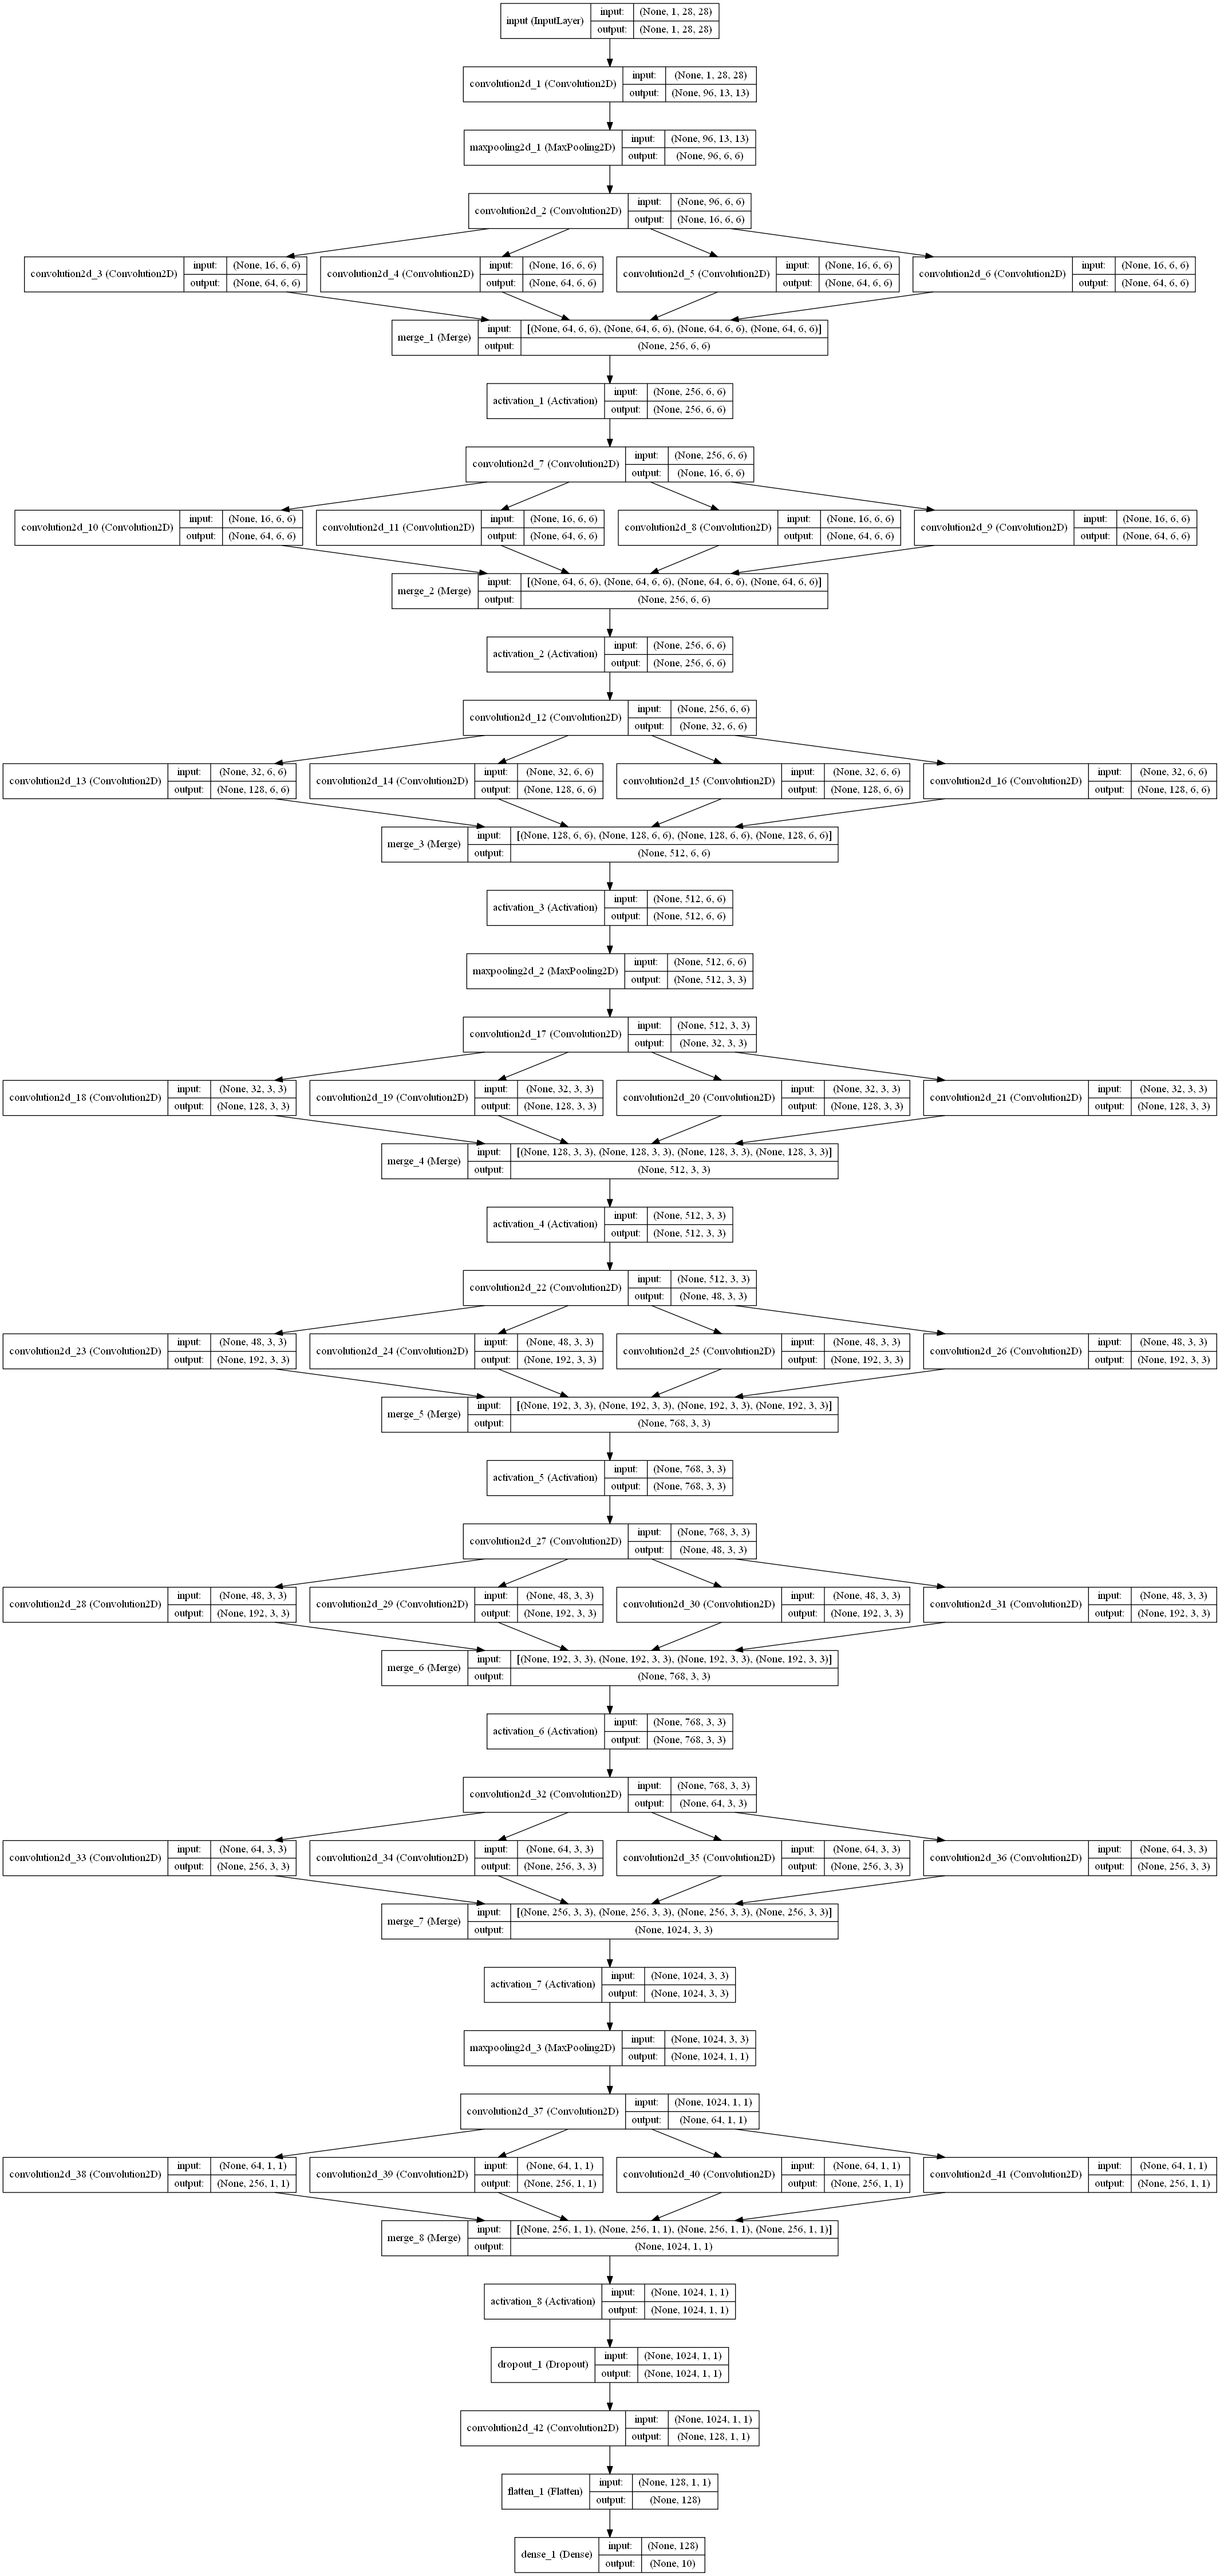 input (InputLayer) input: (None, 1, 28, 28)
output: (None, 1, 28, 28)
convolution2d_1 (Convolution2D) input: (None, 1, 28, 28)
output: (None, 96, 13, 13)
maxpooling2d_1 (MaxPooling2D) input: (None, 96, 13, 13)
output: (None, 96, 6, 6)
convolution2d_2 (Convolution2D) input: (None, 96, 6, 6)
output: (None, 16, 6, 6)
convolution2d_3 (Convolution2D) input: (None, 16, 6, 6)
output: (None, 64, 6, 6)
convolution2d_4 (Convolution2D) input: (None, 16, 6, 6)
output: (None, 64, 6, 6)
convolution2d_5 (Convolution2D) input: (None, 16, 6, 6)
output: (None, 64, 6, 6)
convolution2d_6 (Convolution2D) input: (None, 16, 6, 6)
output: (None, 64, 6, 6)
merge_1 (Merge) input: [(None, 64, 6, 6), (None, 64, 6, 6), (None, 64, 6, 6), (None, 64, 6, 6)]
output: (None, 256, 6, 6)
activation_1 (Activation) input: (None, 256, 6, 6)
output: (None, 256, 6, 6)
convolution2d_7 (Convolution2D) input: (None, 256, 6, 6)
output: (None, 16, 6, 6)
convolution2d_10 (Convolution2D) input: (None, 16, 6, 6)
output: (None, 64, 6, 6)
convolution2d_11 (Convolution2D) input: (None, 16, 6, 6)
output: (None, 64, 6, 6)
convolution2d_8 (Convolution2D) input: (None, 16, 6, 6)
output: (None, 64, 6, 6)
convolution2d_9 (Convolution2D) input: (None, 16, 6, 6)
output: (None, 64, 6, 6)
merge_2 (Merge) input: [(None, 64, 6, 6), (None, 64, 6, 6), (None, 64, 6, 6), (None, 64, 6, 6)]
output: (None, 256, 6, 6)
activation_2 (Activation) input: (None, 256, 6, 6)
output: (None, 256, 6, 6)
convolution2d_12 (Convolution2D) input: (None, 256, 6, 6)
output: (None, 32, 6, 6)
convolution2d_13 (Convolution2D) input: (None, 32, 6, 6)
output: (None, 128, 6, 6)
convolution2d_14 (Convolution2D) input: (None, 32, 6, 6)
output: (None, 128, 6, 6)
convolution2d_15 (Convolution2D) input: (None, 32, 6, 6)
output: (None, 128, 6, 6)
convolution2d_16 (Convolution2D) input: (None, 32, 6, 6)
output: (None, 128, 6, 6)
merge_3 (Merge) input: [(None, 128, 6, 6), (None, 128, 6, 6), (None, 128, 6, 6), (None, 128, 6, 6)]
output: (None, 512, 6, 6)
activation_3 (Activation) input: (None, 512, 6, 6)
output: (None, 512, 6, 6)
maxpooling2d_2 (MaxPooling2D) input: (None, 512, 6, 6)
output: (None, 512, 3, 3)
convolution2d_17 (Convolution2D) input: (None, 512, 3, 3)
output: (None, 32, 3, 3)
convolution2d_18 (Convolution2D) input: (None, 32, 3, 3)
output: (None, 128, 3, 3)
convolution2d_19 (Convolution2D) input: (None, 32, 3, 3)
output: (None, 128, 3, 3)
convolution2d_20 (Convolution2D) input: (None, 32, 3, 3)
output: (None, 128, 3, 3)
convolution2d_21 (Convolution2D) input: (None, 32, 3, 3)
output: (None, 128, 3, 3)
merge_4 (Merge) input: [(None, 128, 3, 3), (None, 128, 3, 3), (None, 128, 3, 3), (None, 128, 3, 3)]
output: (None, 512, 3, 3)
activation_4 (Activation) input: (None, 512, 3, 3)
output: (None, 512, 3, 3)
convolution2d_22 (Convolution2D) input: (None, 512, 3, 3)
output: (None, 48, 3, 3)
convolution2d_23 (Convolution2D) input: (None, 48, 3, 3)
output: (None, 192, 3, 3)
convolution2d_24 (Convolution2D) input: (None, 48, 3, 3)
output: (None, 192, 3, 3)
convolution2d_25 (Convolution2D) input: (None, 48, 3, 3)
output: (None, 192, 3, 3)
convolution2d_26 (Convolution2D) input: (None, 48, 3, 3)
output: (None, 192, 3, 3)
merge_5 (Merge) input: [(None, 192, 3, 3), (None, 192, 3, 3), (None, 192, 3, 3), (None, 192, 3, 3)]
output: (None, 768, 3, 3)
activation_5 (Activation) input: (None, 768, 3, 3)
output: (None, 768, 3, 3)
convolution2d_27 (Convolution2D) input: (None, 768, 3, 3)
output: (None, 48, 3, 3)
convolution2d_28 (Convolution2D) input: (None, 48, 3, 3)
output: (None, 192, 3, 3)
convolution2d_29 (Convolution2D) input: (None, 48, 3, 3)
output: (None, 192, 3, 3)
convolution2d_30 (Convolution2D) input: (None, 48, 3, 3)
output: (None, 192, 3, 3)
convolution2d_31 (Convolution2D) input: (None, 48, 3, 3)
output: (None, 192, 3, 3)
merge_6 (Merge) input: [(None, 192, 3, 3), (None, 192, 3, 3), (None, 192, 3, 3), (None, 192, 3, 3)]
output: (None, 768, 3, 3)
activation_6 (Activation) input: (None, 768, 3, 3)
output: (None, 768, 3, 3)
convolution2d_32 (Convolution2D) input: (None, 768, 3, 3)
output: (None, 64, 3, 3)
convolution2d_33 (Convolution2D) input: (None, 64, 3, 3)
output: (None, 256, 3, 3)
convolution2d_34 (Convolution2D) input: (None, 64, 3, 3)
output: (None, 256, 3, 3)
convolution2d_35 (Convolution2D) input: (None, 64, 3, 3)
output: (None, 256, 3, 3)
convolution2d_36 (Convolution2D) input: (None, 64, 3, 3)
output: (None, 256, 3, 3)
merge_7 (Merge) input: [(None, 256, 3, 3), (None, 256, 3, 3), (None, 256, 3, 3), (None, 256, 3, 3)]
output: (None, 1024, 3, 3)
activation_7 (Activation) input: (None, 1024, 3, 3)
output: (None, 1024, 3, 3)
maxpooling2d_3 (MaxPooling2D) input: (None, 1024, 3, 3)
output: (None, 1024, 1, 1)
convolution2d_37 (Convolution2D) input: (None, 1024, 1, 1)
output: (None, 64, 1, 1)
convolution2d_38 (Convolution2D) input: (None, 64, 1, 1)
output: (None, 256, 1, 1)
convolution2d_39 (Convolution2D) input: (None, 64, 1, 1)
output: (None, 256, 1, 1)
convolution2d_40 (Convolution2D) input: (None, 64, 1, 1)
output: (None, 256, 1, 1)
convolution2d_41 (Convolution2D) input: (None, 64, 1, 1)
output: (None, 256, 1, 1)
merge_8 (Merge) input: [(None, 256, 1, 1), (None, 256, 1, 1), (None, 256, 1, 1), (None, 256, 1, 1)]
output: (None, 1024, 1, 1)
activation_8 (Activation) input: (None, 1024, 1, 1)
output: (None, 1024, 1, 1)
dropout_1 (Dropout) input: (None, 1024, 1, 1)
output: (None, 1024, 1, 1)
convolution2d_42 (Convolution2D) input: (None, 1024, 1, 1)
output: (None, 128, 1, 1)
flatten_1 (Flatten) input: (None, 128, 1, 1)
output: (None, 128)
dense_1 (Dense) input: (None, 128)
output: (None, 10)